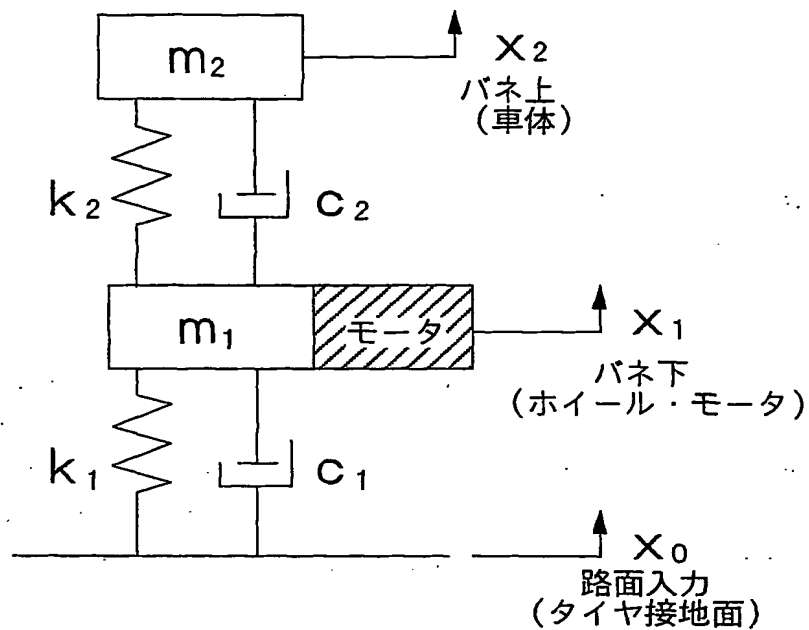 m₂
x₂
バネ上
(車体)
k₂
c₂
m₁
モータ
x₁
バネ下
(ホイール・モータ)
k₁
c₁
x₀
路面入力
(タイヤ接地面)